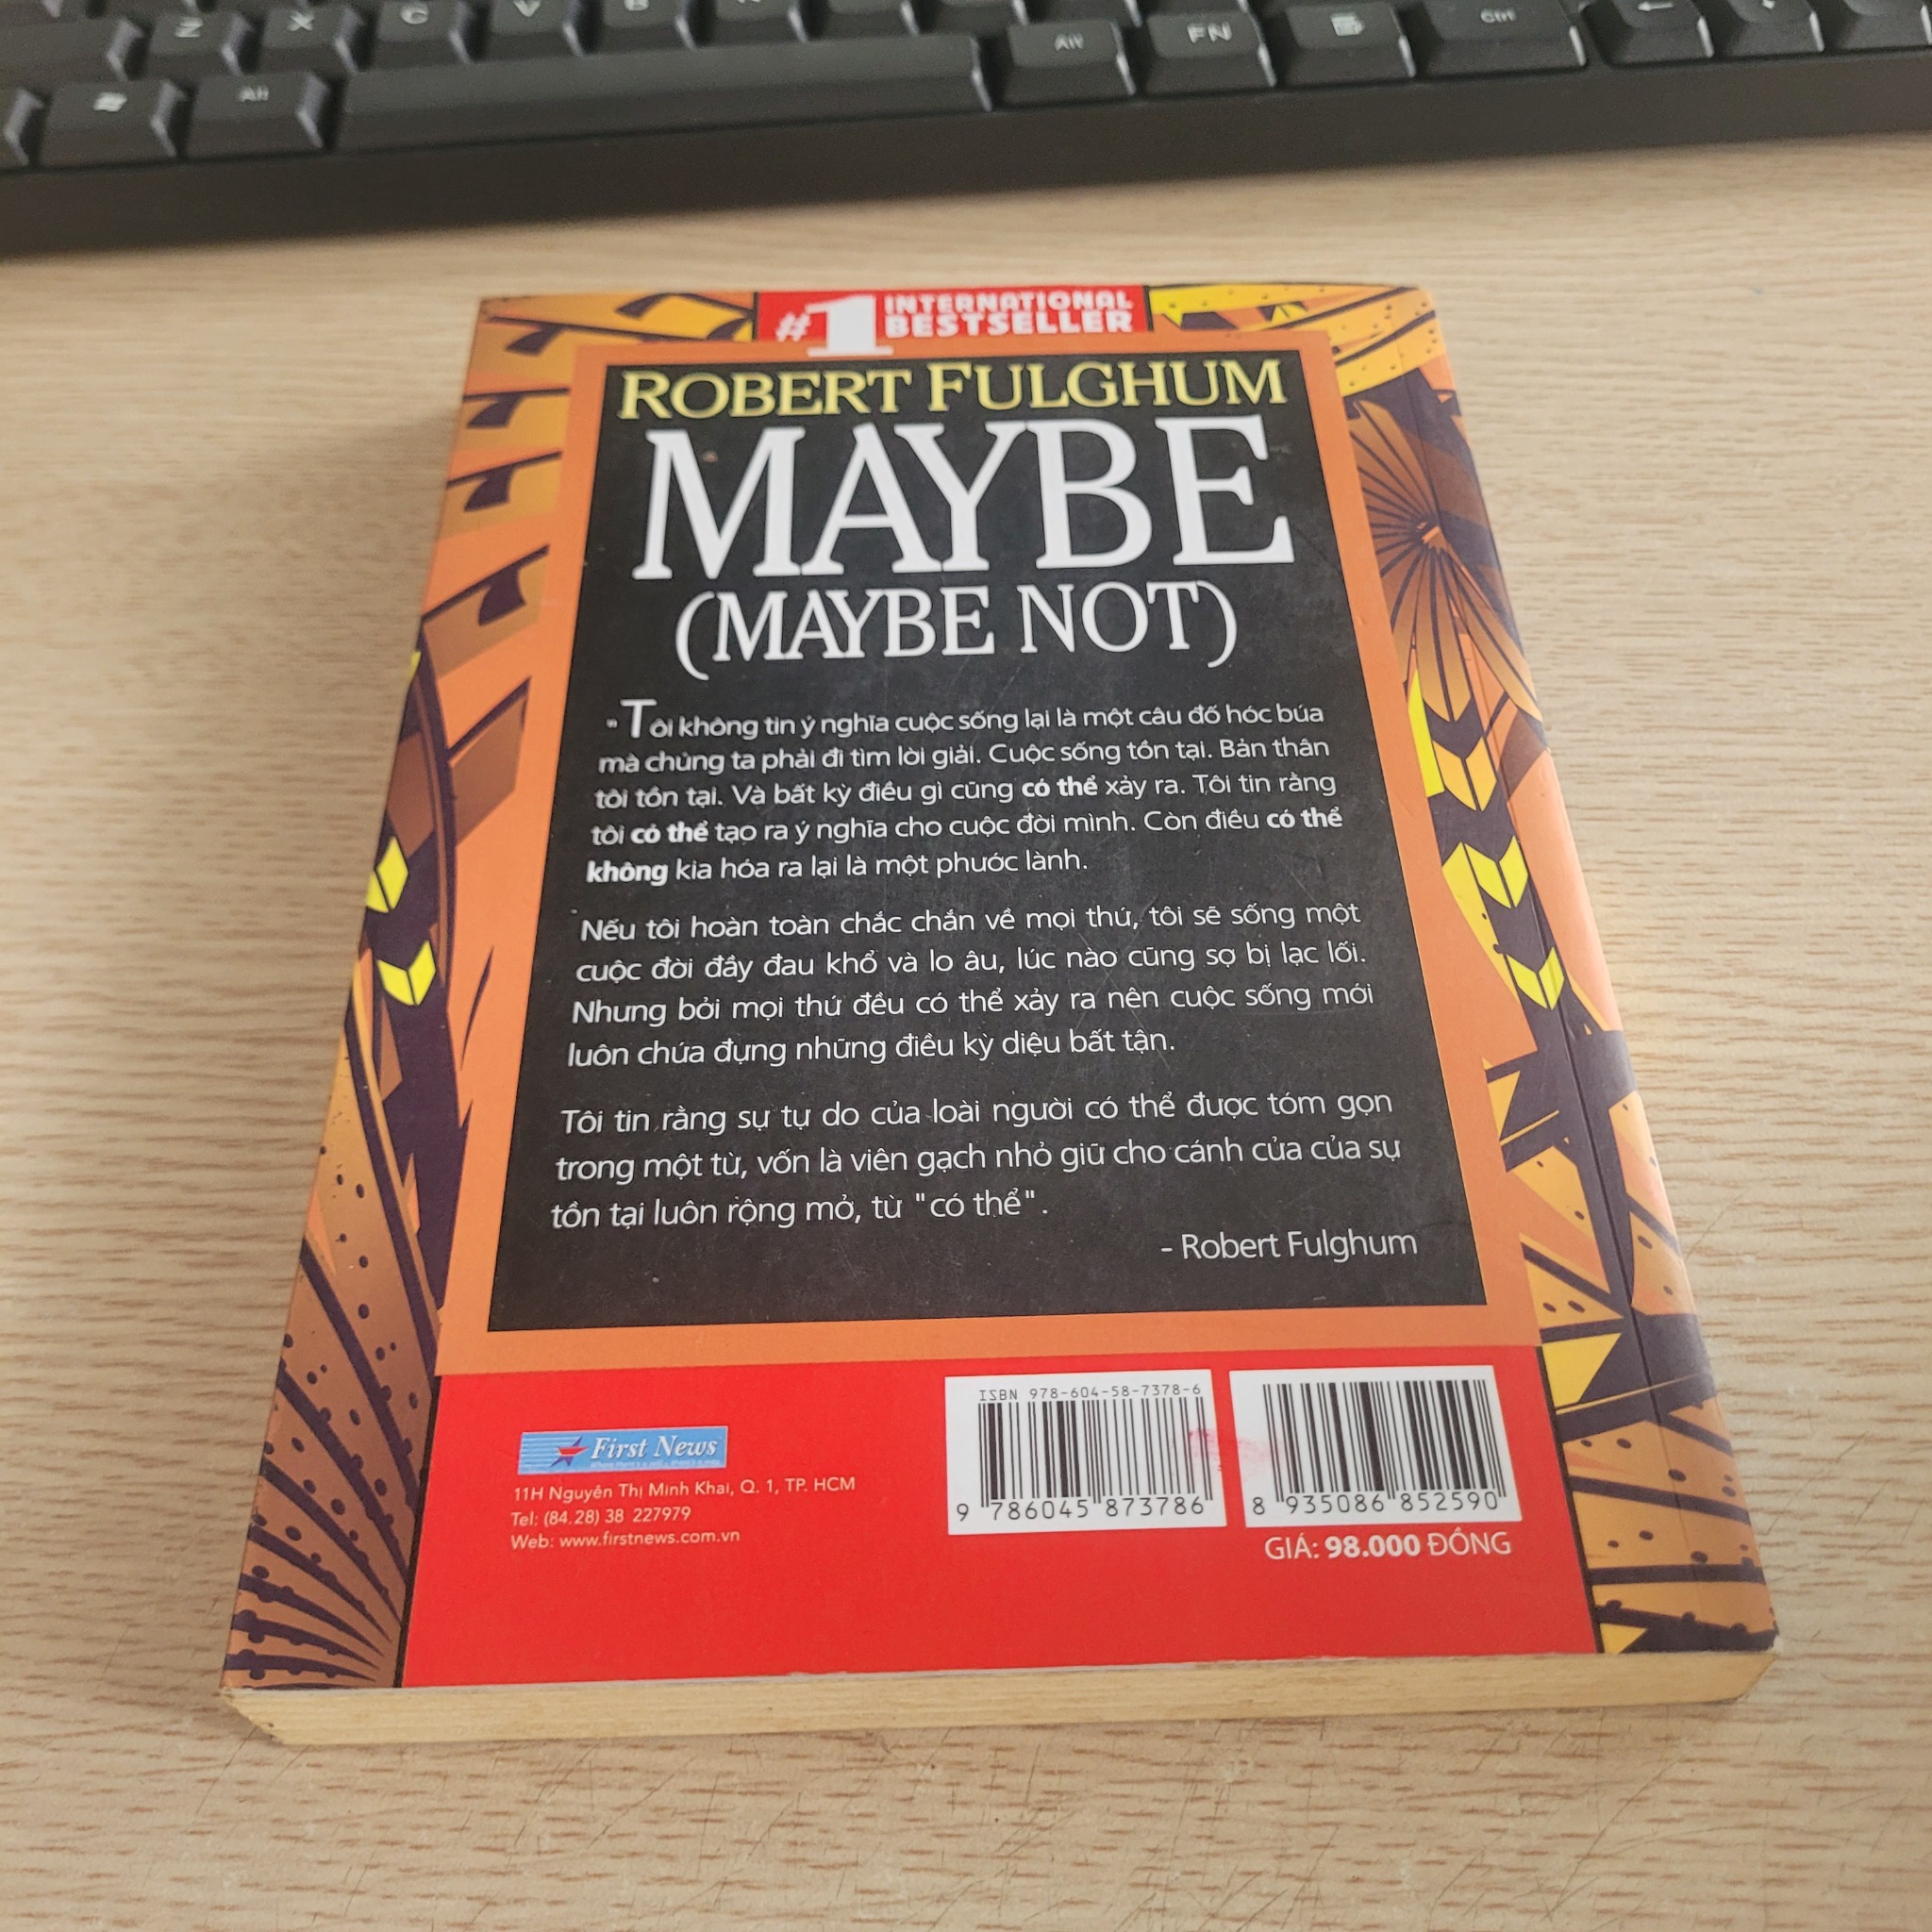 Z X C V B
Alt FN Ctrl
Alt
#1 INTERNATIONAL
BESTSELLER
ROBERT FULGHUM
MAYBE
(MAYBE NOT)
"Tôi không tin ý nghĩa cuộc sống lại là một câu đố hóc búa
mà chúng ta phải đi tìm lời giải. Cuộc sống tồn tại. Bản thân
tôi tồn tại. Và bất kỳ điều gì cũng có thể xảy ra. Tôi tin rằng
tôi có thể tạo ra ý nghĩa cho cuộc đời mình. Còn điều có thể
không kia hóa ra lại là một phước lành.
Nếu tôi hoàn toàn chắc chắn về mọi thứ, tôi sẽ sống một
cuộc đời đầy đau khổ và lo âu, lúc nào cũng sợ bị lạc lối.
Nhưng bởi mọi thứ đều có thể xảy ra nên cuộc sống mới
luôn chứa đựng những điều kỳ diệu bất tận.
Tôi tin rằng sự tự do của loài người có thể được tóm gọn
trong một từ, vốn là viên gạch nhỏ giữ cho cánh cửa của sự
tồn tại luôn rộng mở, từ "có thể".
- Robert Fulghum
First News
11H Nguyễn Thị Minh Khai, Q. 1, TP. HCM
Tel: (84.28) 38 227979
Web: www.firstnews.com.vn
ISBN 978-604-58-7378-6
9 786045 873786
8 935086 852590
GIÁ: 98.000 ĐỒNG